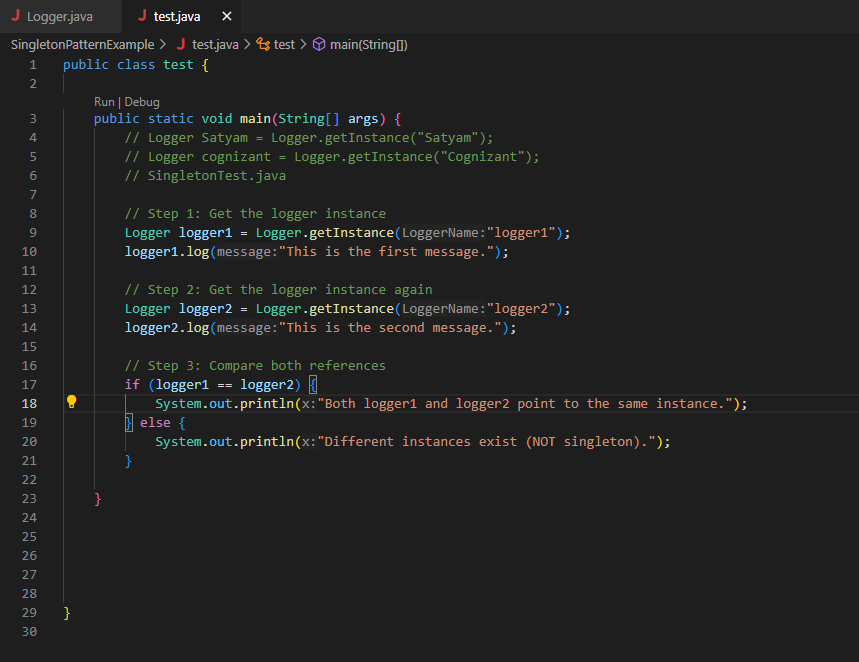 J Logger.java J test.java ×
SingletonPatternExample > J test.java > test > main(String[])
1 public class test {
2
Run | Debug
3 public static void main(String[] args) {
4 // Logger Satyam = Logger.getInstance("Satyam");
5 // Logger cognizant = Logger.getInstance("Cognizant");
6 // SingletonTest.java
7
8 // Step 1: Get the logger instance
9 Logger logger1 = Logger.getInstance(LoggerName:"logger1");
10 logger1.log(message:"This is the first message.");
11
12 // Step 2: Get the logger instance again
13 Logger logger2 = Logger.getInstance(LoggerName:"logger2");
14 logger2.log(message:"This is the second message.");
15
16 // Step 3: Compare both references
17 if (logger1 == logger2) {
18 System.out.println(x:"Both logger1 and logger2 point to the same instance.");
19 } else {
20 System.out.println(x:"Different instances exist (NOT singleton).");
21 }
22
23 }
24
25
26
27
28
29 }
30